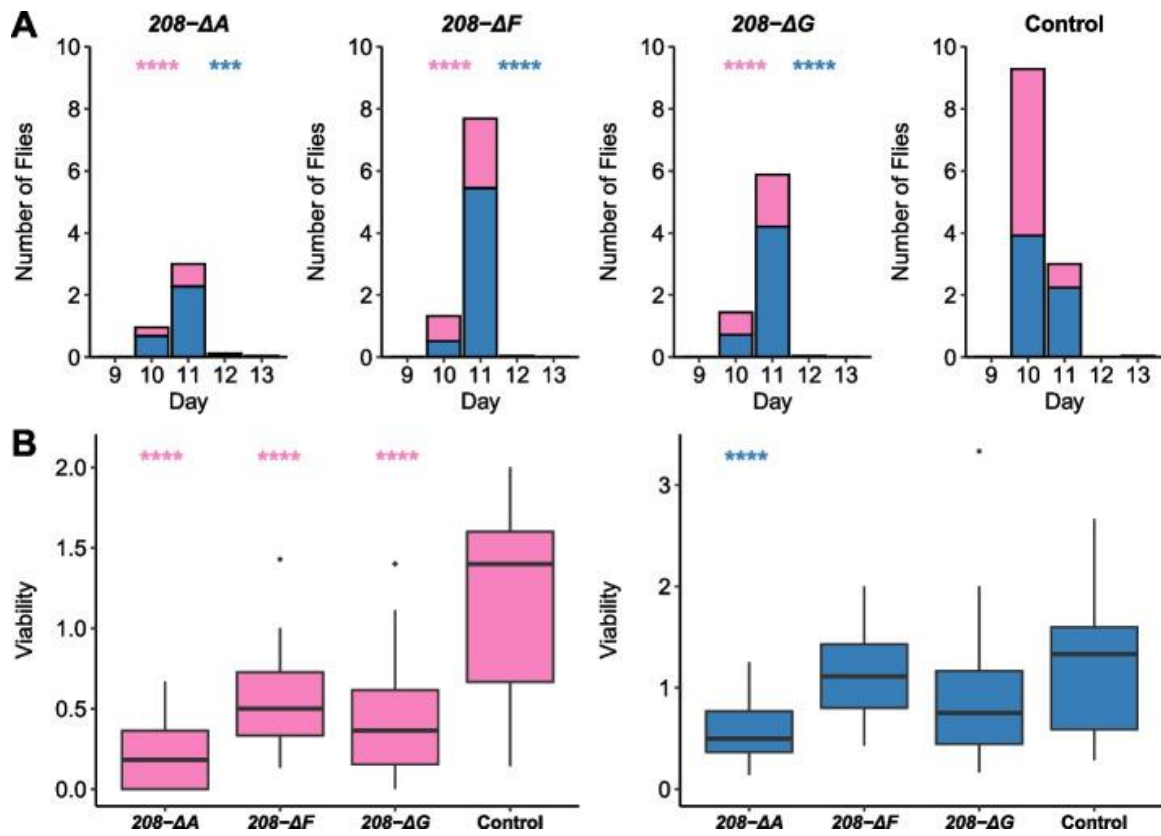 A
208−ΔA 208−ΔF 208−ΔG Control
10 10 10 10
**** *** **** **** **** ****
8 8 8 8
6 6 6 6
4 4 4 4
2 2 2 2
0 0 0 0
Number of Flies Number of Flies Number of Flies Number of Flies
9 10 11 12 13 9 10 11 12 13 9 10 11 12 13 9 10 11 12 13
Day Day Day Day
B
**** **** **** ****
2.0
1.5
1.0
0.5
0.0
Viability
208−ΔA 208−ΔF 208−ΔG Control
3
2
1
0
Viability
208−ΔA 208−ΔF 208−ΔG Control